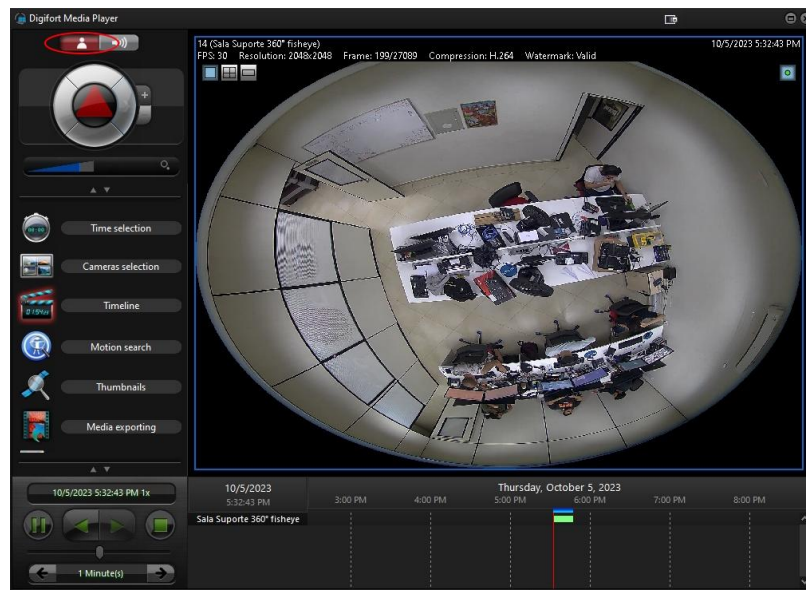 Digifort Media Player
14 (Sala Suporte 360° fisheye)
10/5/2023 5:32:43 PM
FPS: 30 Resolution: 2048x2048 Frame: 199/27089 Compression: H.264 Watermark: Valid
Time selection
Cameras selection
Timeline
Motion search
Thumbnails
Media exporting
10/5/2023 5:32:43 PM 1x
1 Minute(s)
10/5/2023
5:32:43 PM
Thursday, October 5, 2023
3:00 PM 4:00 PM 5:00 PM 6:00 PM 7:00 PM 8:00 PM
Sala Suporte 360° fisheye